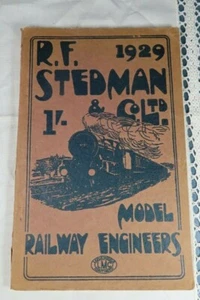 R.F. 1929
STEDMAN
& Co. LTD.
1/-
MODEL
RAILWAY ENGINEERS